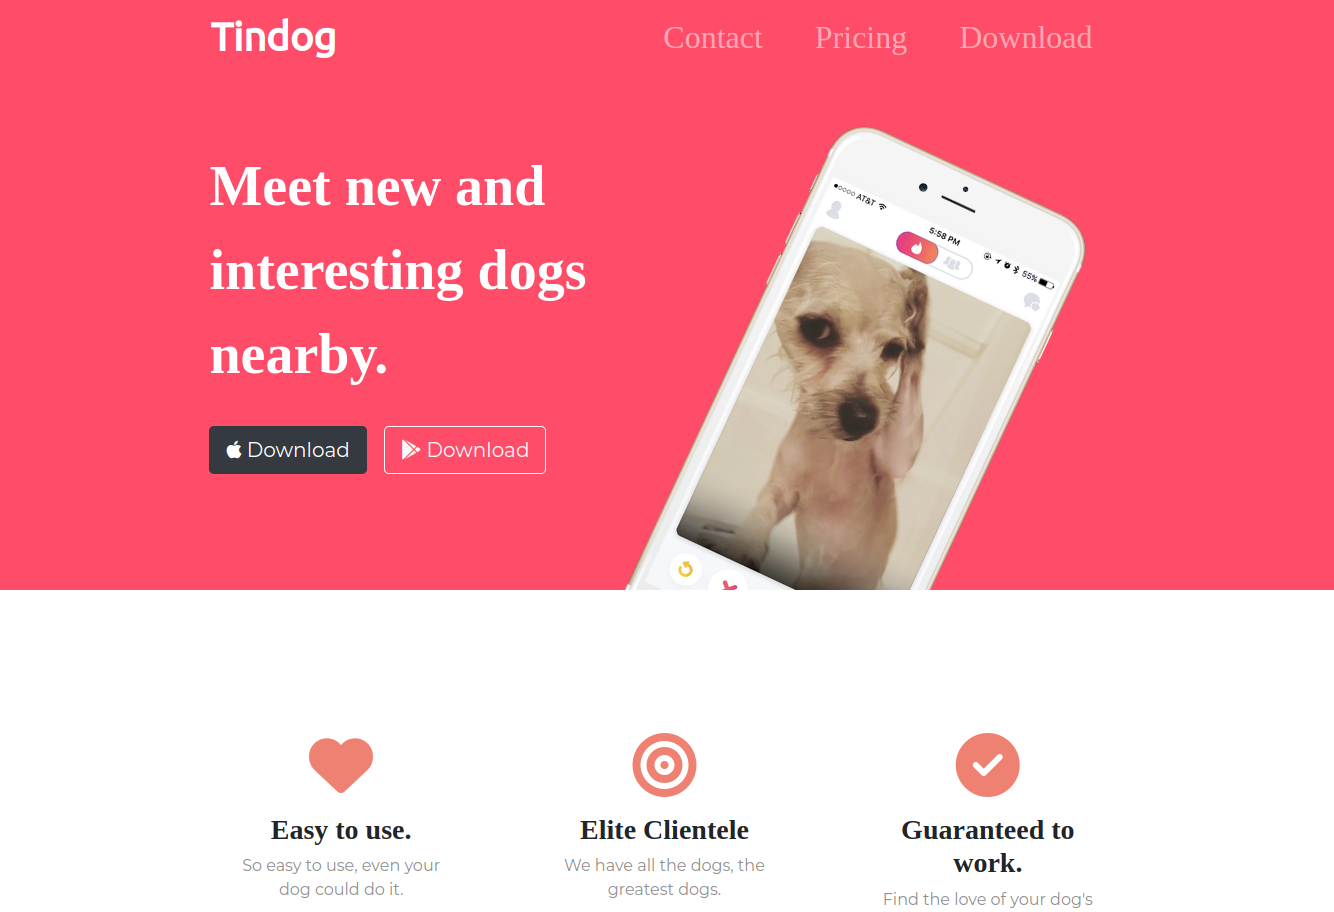 Tindog
Contact Pricing Download
Meet new and
interesting dogs
nearby.
Download Download
AT&T
5:58 PM
55%
Easy to use.
So easy to use, even your
dog could do it.
Elite Clientele
We have all the dogs, the
greatest dogs.
Guaranteed to
work.
Find the love of your dog's